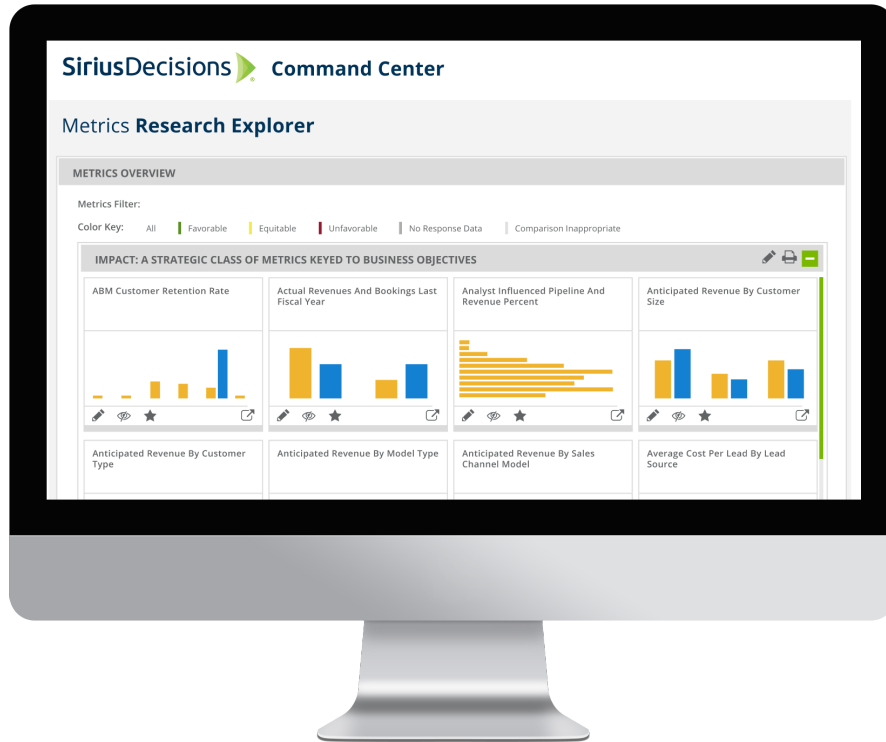 SiriusDecisions® Command Center
Metrics Research Explorer
METRICS OVERVIEW
Metrics Filter:
Color Key: All Favorable Equitable Unfavorable No Response Data Comparison Inappropriate
IMPACT: A STRATEGIC CLASS OF METRICS KEYED TO BUSINESS OBJECTIVES
ABM Customer Retention Rate
Actual Revenues And Bookings Last
Fiscal Year
Analyst Influenced Pipeline And
Revenue Percent
Anticipated Revenue By Customer
Size
Anticipated Revenue By Customer
Type
Anticipated Revenue By Model Type
Anticipated Revenue By Sales
Channel Model
Average Cost Per Lead By Lead
Source